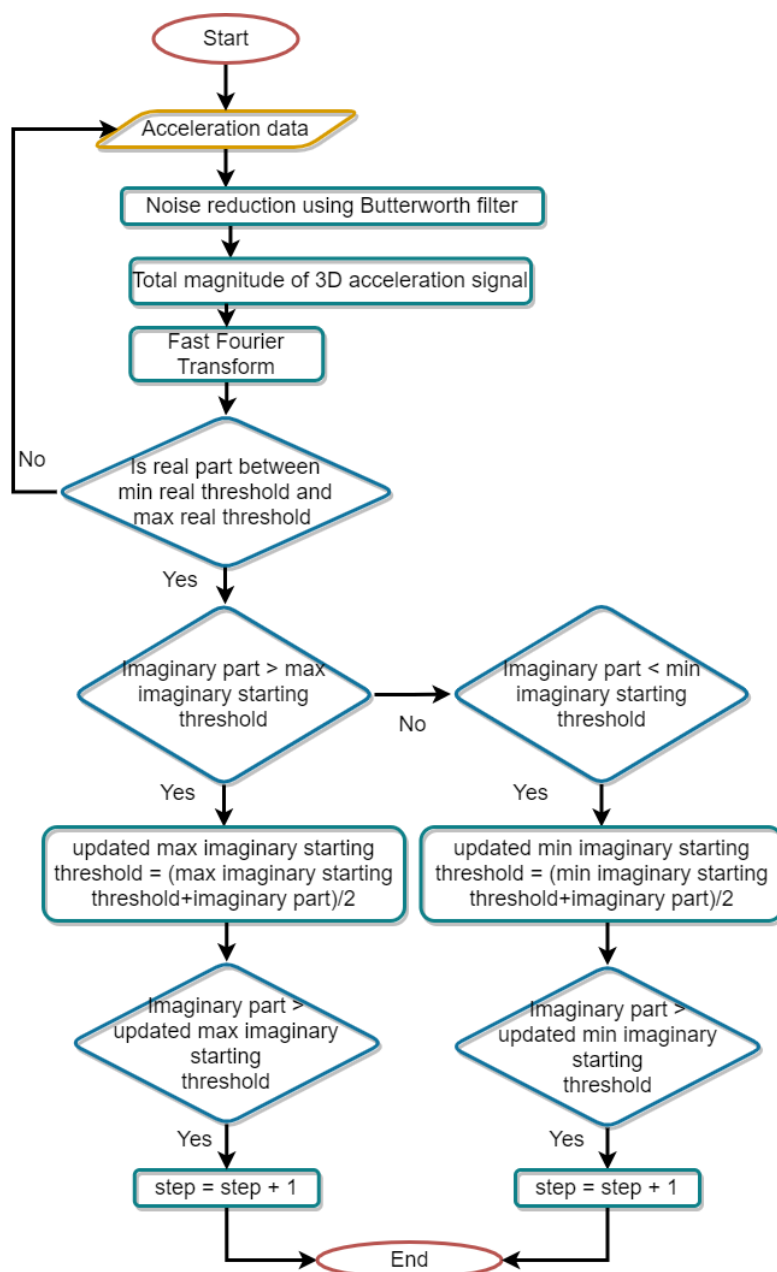 Start
Acceleration data
Noise reduction using Butterworth filter
Total magnitude of 3D acceleration signal
Fast Fourier
Transform
No
Is real part between
min real threshold and
max real threshold
Yes
Imaginary part > max
imaginary starting
threshold
No
Imaginary part < min
imaginary starting
threshold
Yes
Yes
updated max imaginary starting
threshold = (max imaginary starting
threshold+imaginary part)/2
updated min imaginary starting
threshold = (min imaginary starting
threshold+imaginary part)/2
Imaginary part >
updated max imaginary
starting
threshold
Imaginary part >
updated min imaginary
starting
threshold
Yes
Yes
step = step + 1
step = step + 1
End